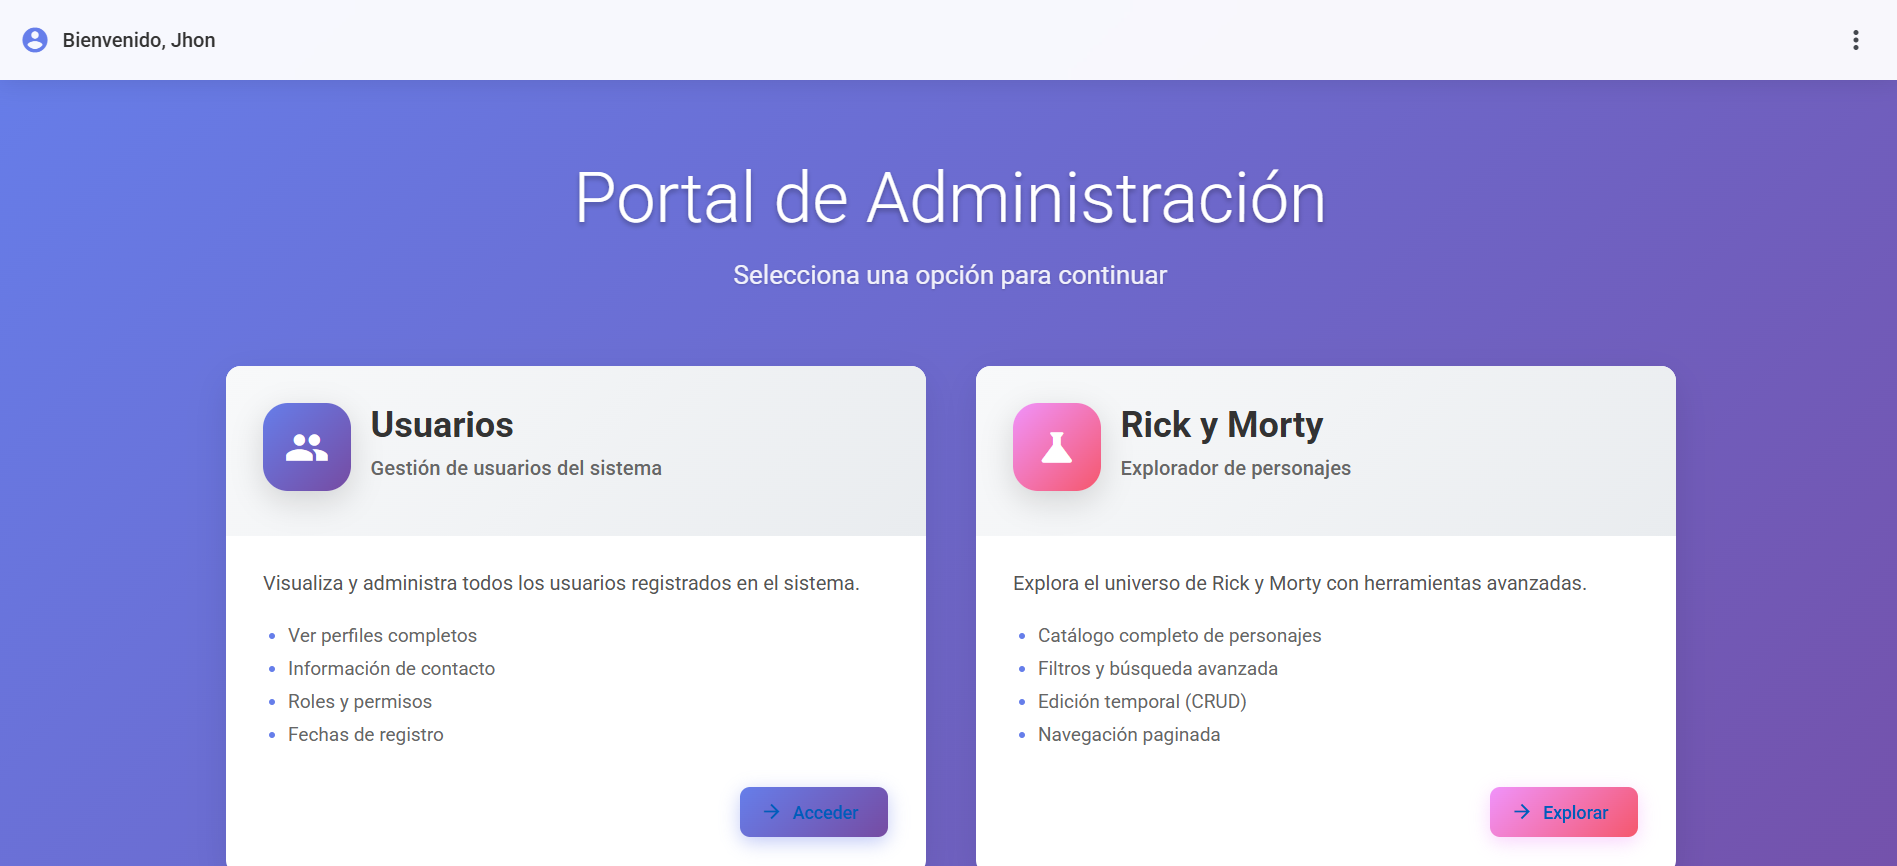 Bienvenido, Jhon
Portal de Administración
Selecciona una opción para continuar
Usuarios
Gestión de usuarios del sistema
Visualiza y administra todos los usuarios registrados en el sistema.
Ver perfiles completos
Información de contacto
Roles y permisos
Fechas de registro
Acceder
Rick y Morty
Explorador de personajes
Explora el universo de Rick y Morty con herramientas avanzadas.
Catálogo completo de personajes
Filtros y búsqueda avanzada
Edición temporal (CRUD)
Navegación paginada
Explorar